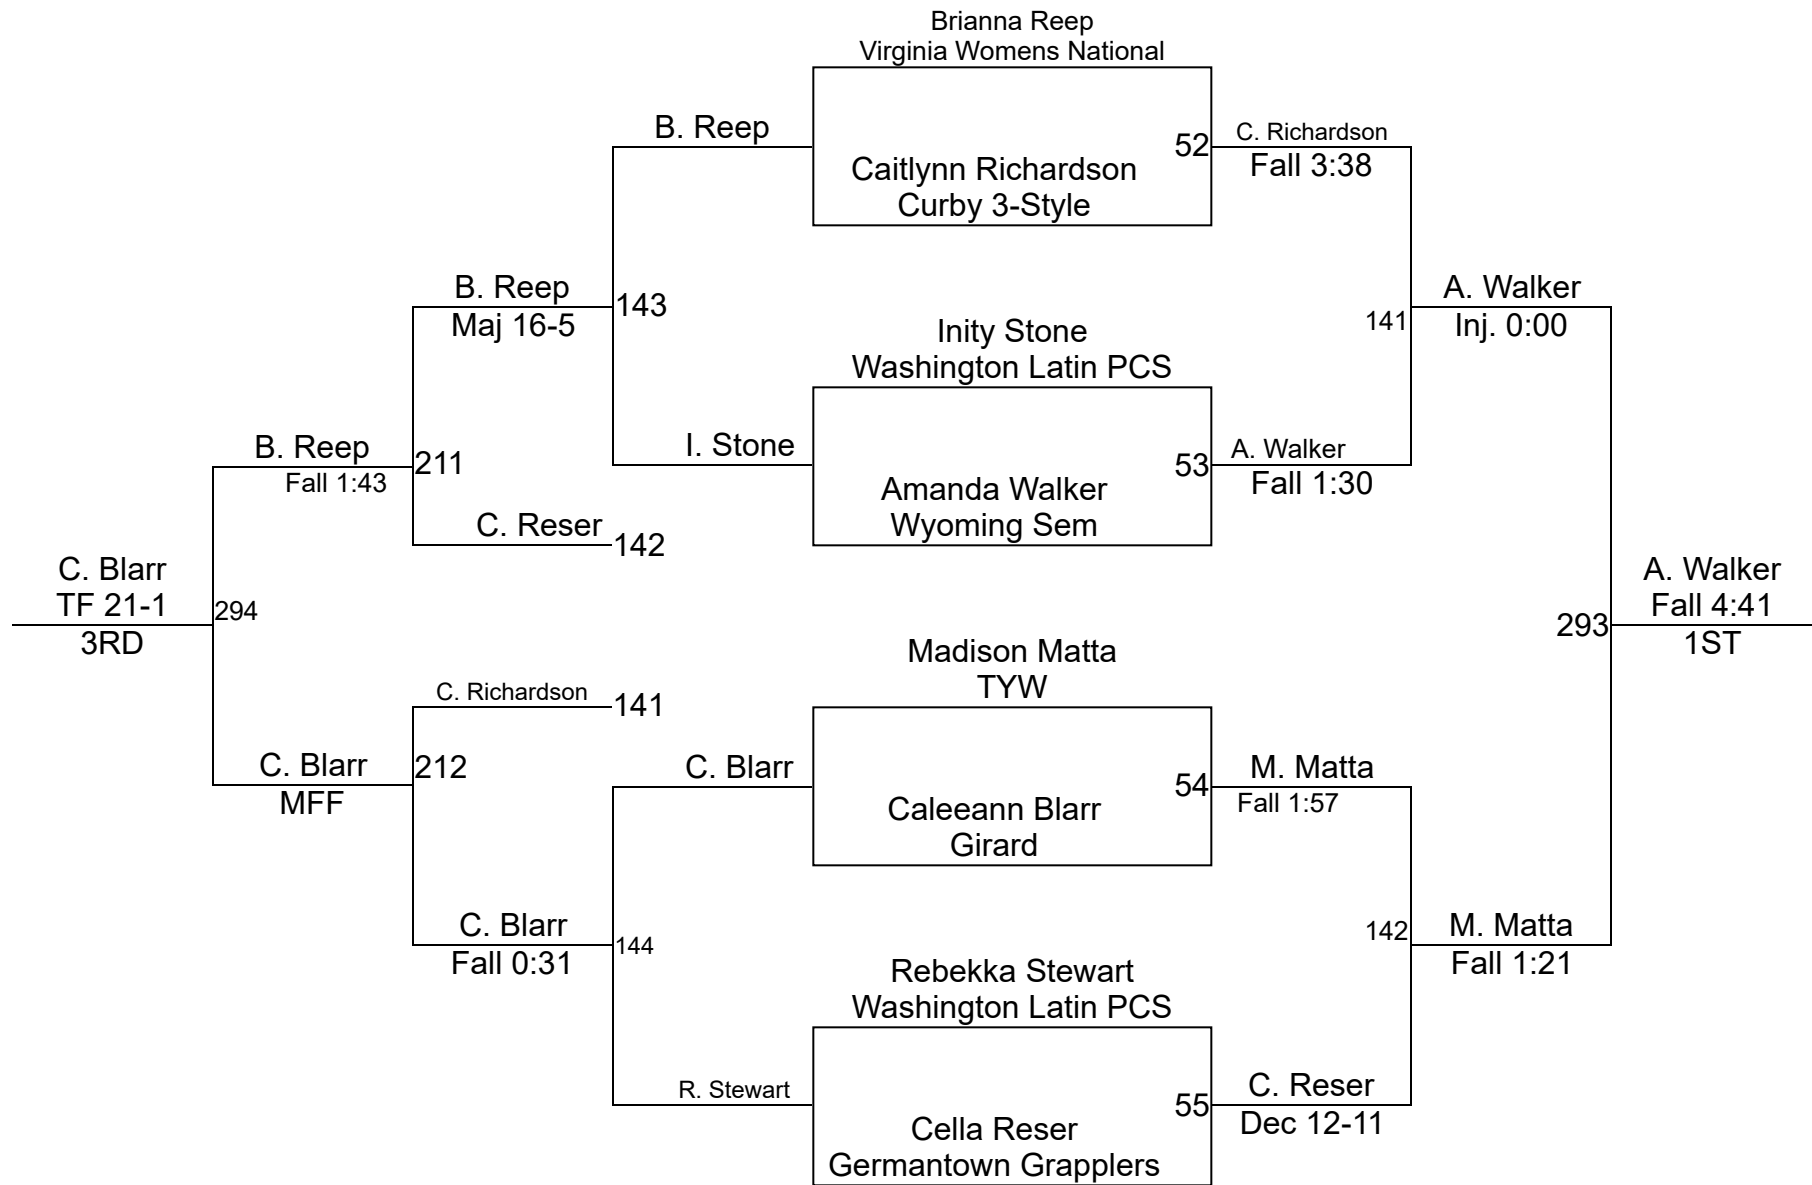 Brianna Reep
Virginia Womens National
B. Reep
52
C. Richardson
Fall 3:38
Caitlynn Richardson
Curby 3-Style
B. Reep
Maj 16-5
143
A. Walker
Inj. 0:00
141
Inity Stone
Washington Latin PCS
B. Reep
Fall 1:43
211
I. Stone
53
A. Walker
Fall 1:30
Amanda Walker
Wyoming Sem
C. Reser
142
C. Blarr
TF 21-1
3RD
294
293
A. Walker
Fall 4:41
1ST
Madison Matta
TYW
C. Richardson
141
C. Blarr
MFF
212
C. Blarr
54
M. Matta
Fall 1:57
Caleeann Blarr
Girard
C. Blarr
Fall 0:31
144
142
M. Matta
Fall 1:21
Rebekka Stewart
Washington Latin PCS
R. Stewart
55
C. Reser
Dec 12-11
Cella Reser
Germantown Grapplers